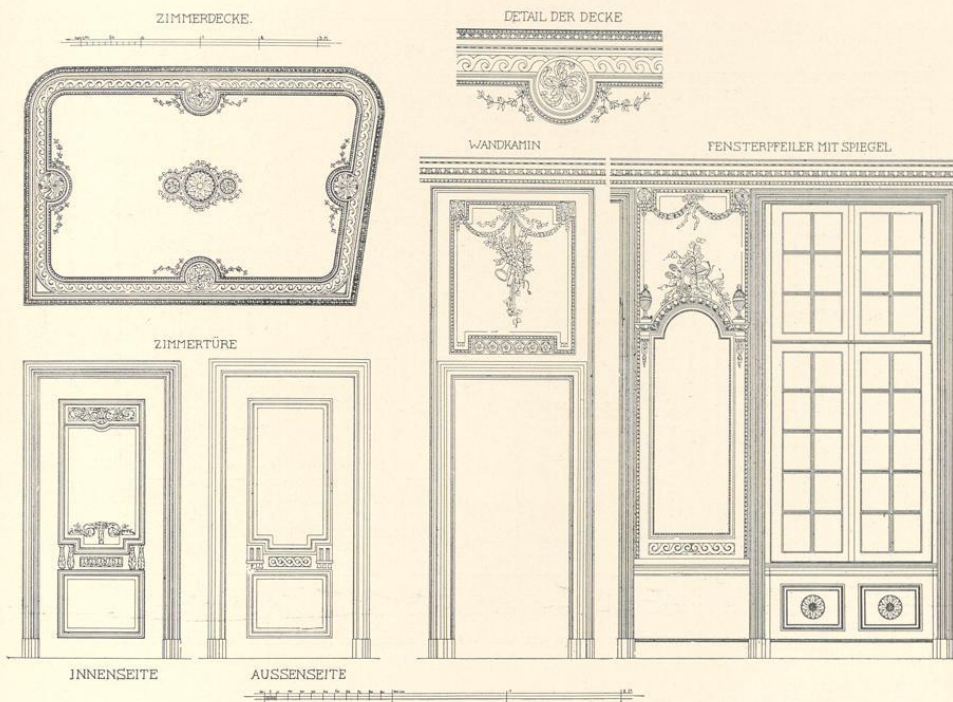 ZIMMERDECKE.
DETAIL DER DECKE
WANDKAMIN
FENSTERPFEILER MIT SPIEGEL
ZIMMERTÜRE
INNENSEITE
AUSSENSEITE